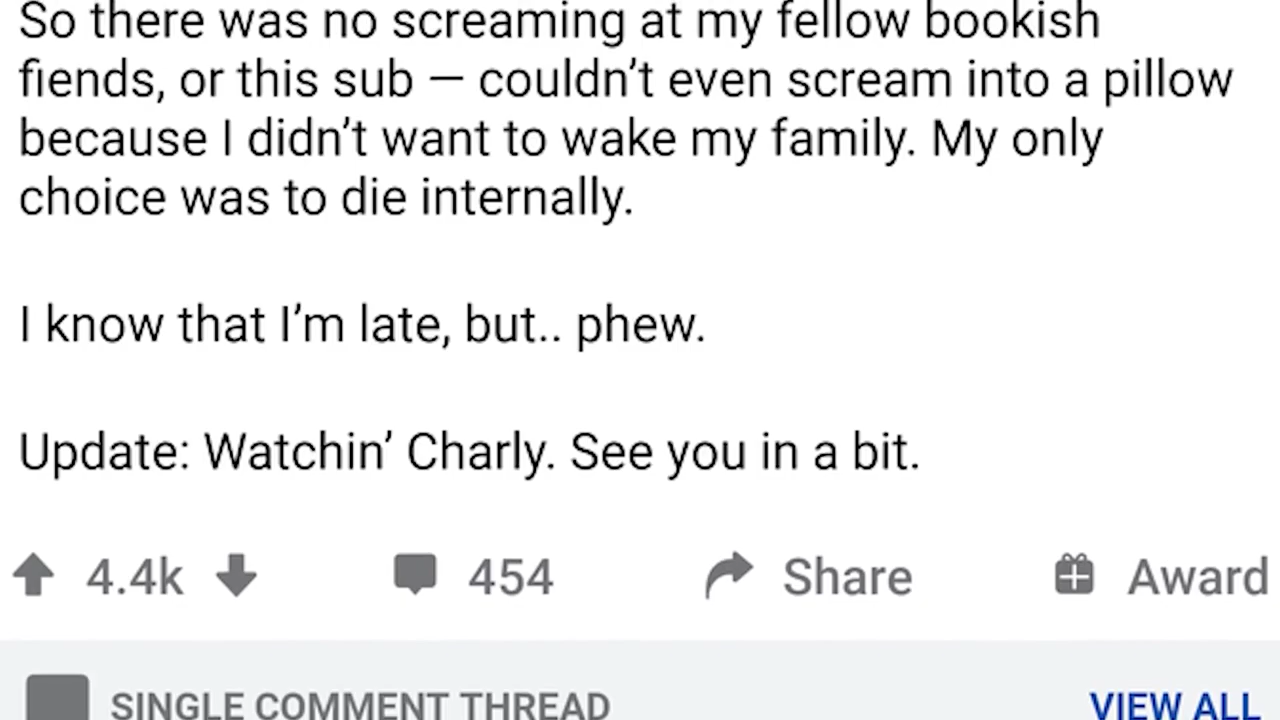 So there was no screaming at my fellow bookish
fiends, or this sub — couldn’t even scream into a pillow
because I didn’t want to wake my family. My only
choice was to die internally.
I know that I’m late, but.. phew.
Update: Watchin’ Charly. See you in a bit.
4.4k 454 Share Award
SINGLE COMMENT THREAD VIEW ALL